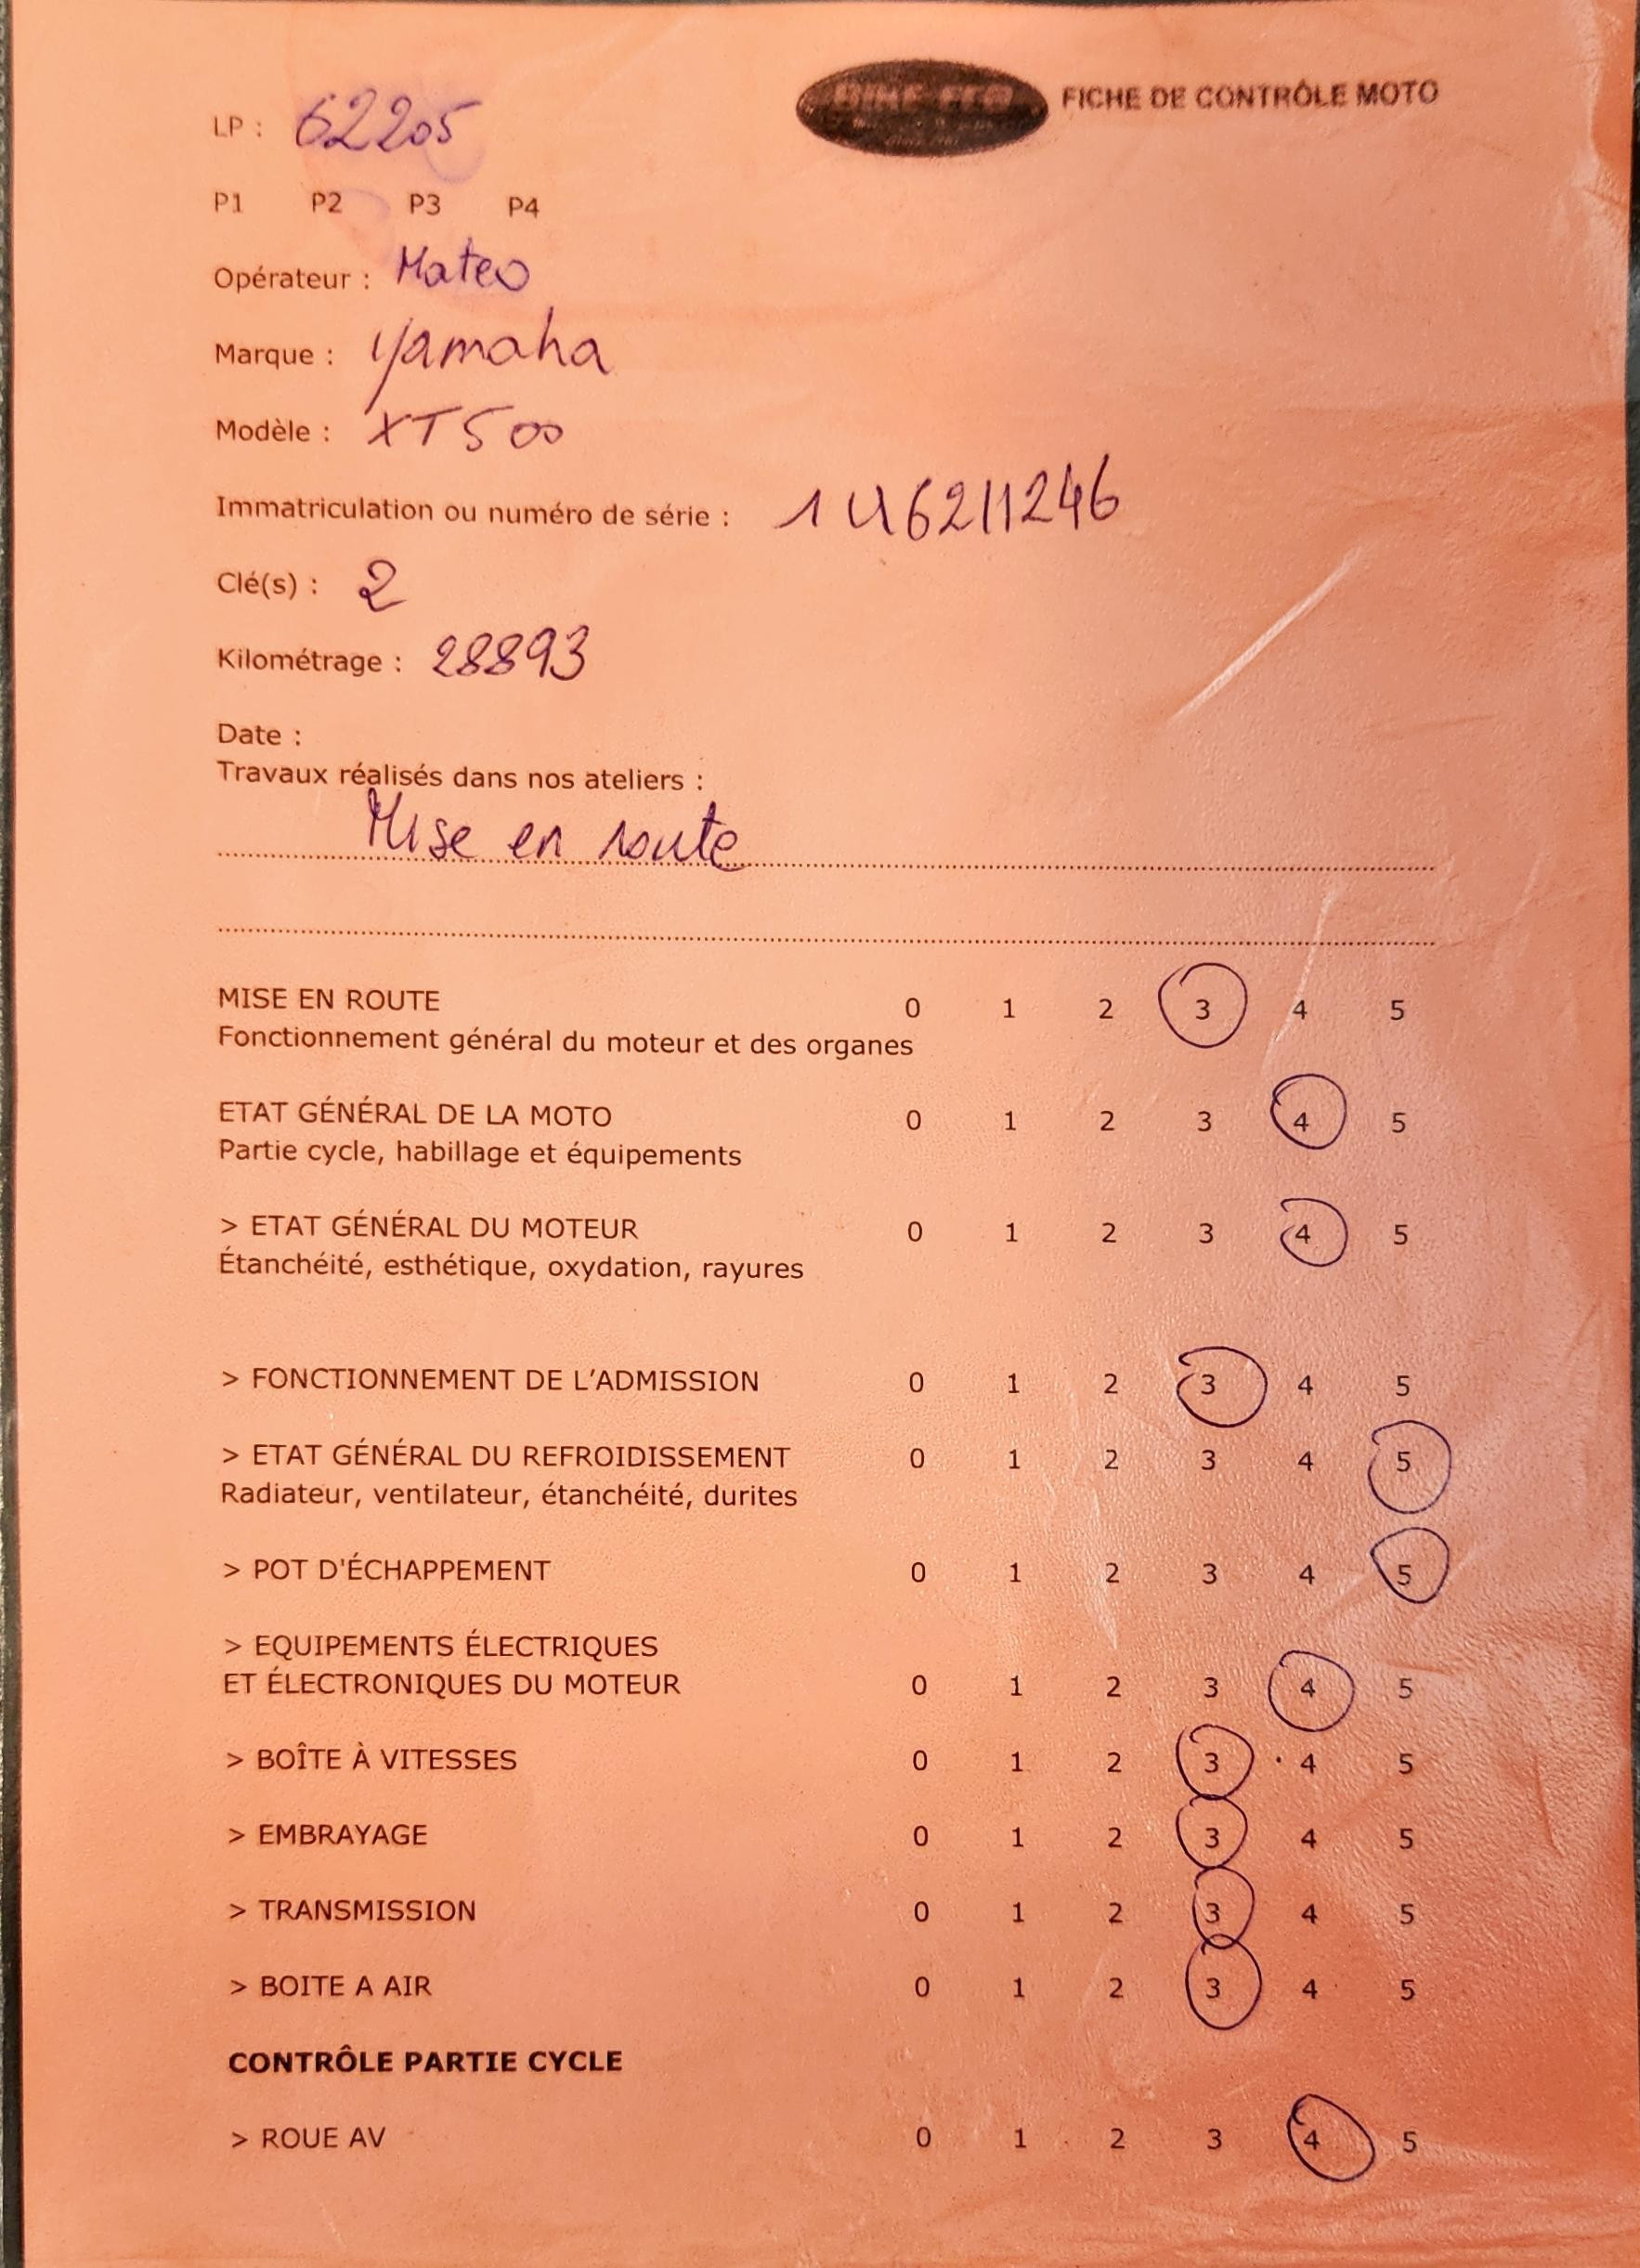 LP : 62205
FICHE DE CONTRÔLE MOTO
P1 P2 P3 P4
Opérateur : Mateo
Marque : Yamaha
Modèle : XT500
Immatriculation ou numéro de série : 1U6211246
Clé(s) : 2
Kilométrage : 28893
Date :
Travaux réalisés dans nos ateliers :
Mise en route
MISE EN ROUTE 0 1 2 3 4 5
Fonctionnement général du moteur et des organes
ETAT GÉNÉRAL DE LA MOTO 0 1 2 3 4 5
Partie cycle, habillage et équipements
> ETAT GÉNÉRAL DU MOTEUR 0 1 2 3 4 5
Étanchéité, esthétique, oxydation, rayures
> FONCTIONNEMENT DE L'ADMISSION 0 1 2 3 4 5
> ETAT GÉNÉRAL DU REFROIDISSEMENT 0 1 2 3 4 5
Radiateur, ventilateur, étanchéité, durites
> POT D'ÉCHAPPEMENT 0 1 2 3 4 5
> EQUIPEMENTS ÉLECTRIQUES
ET ÉLECTRONIQUES DU MOTEUR 0 1 2 3 4 5
> BOÎTE À VITESSES 0 1 2 3 4 5
> EMBRAYAGE 0 1 2 3 4 5
> TRANSMISSION 0 1 2 3 4 5
> BOITE A AIR 0 1 2 3 4 5
CONTRÔLE PARTIE CYCLE
> ROUE AV 0 1 2 3 4 5